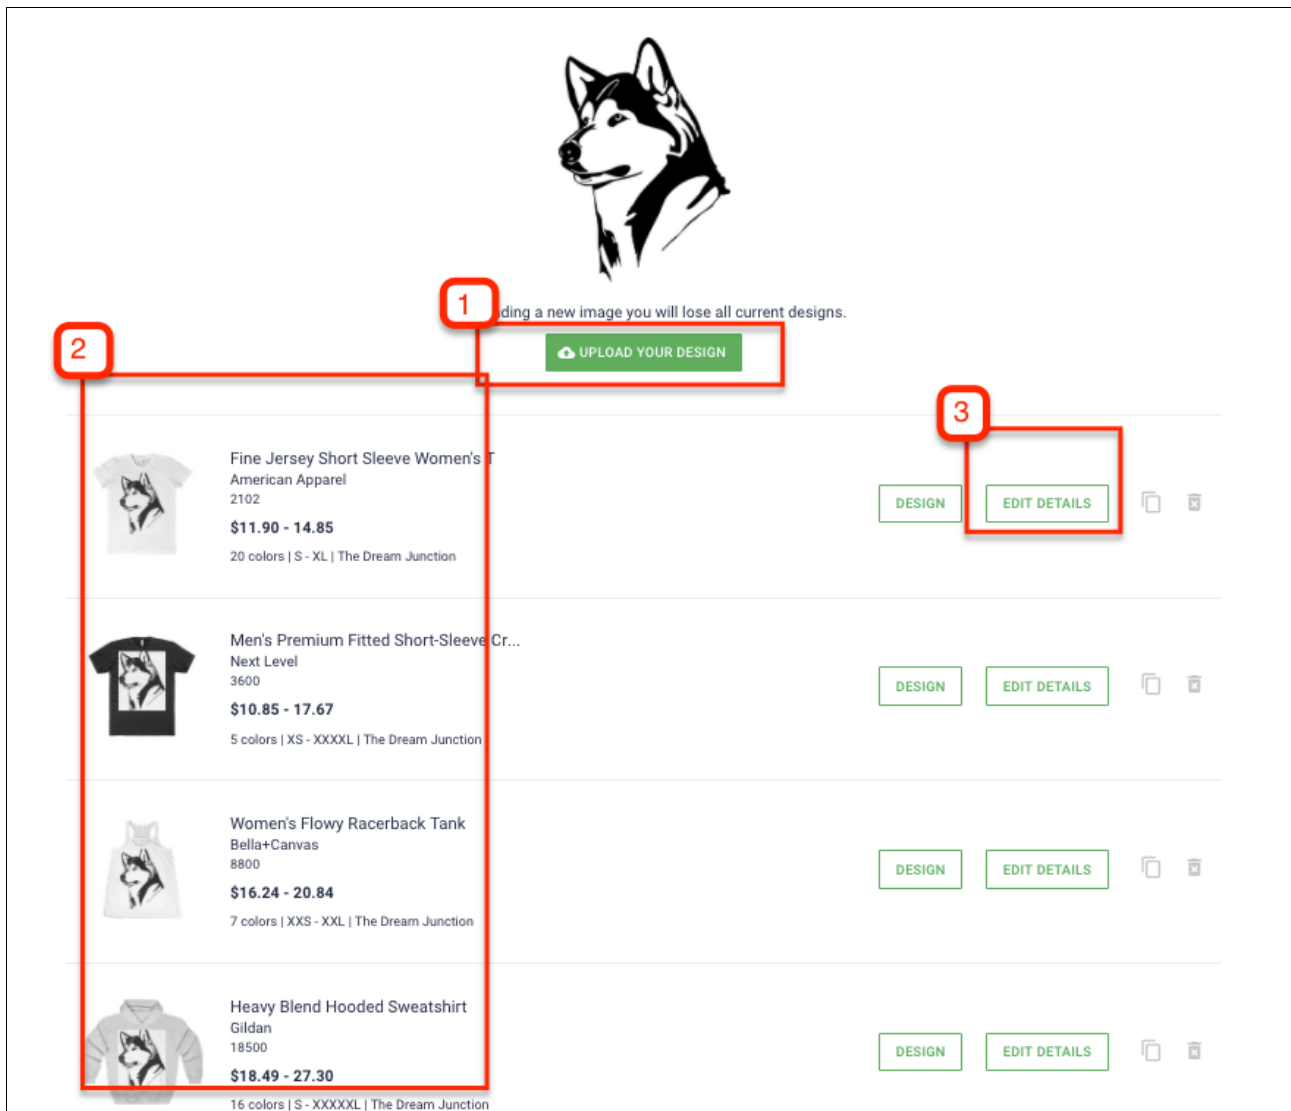 1
ding a new image you will lose all current designs.
UPLOAD YOUR DESIGN
2
3
Fine Jersey Short Sleeve Women's T
American Apparel
2102
$11.90 - 14.85
20 colors | S - XL | The Dream Junction
DESIGN
EDIT DETAILS
Men's Premium Fitted Short-Sleeve Cr...
Next Level
3600
$10.85 - 17.67
5 colors | XS - XXXXL | The Dream Junction
DESIGN
EDIT DETAILS
Women's Flowy Racerback Tank
Bella+Canvas
8800
$16.24 - 20.84
7 colors | XXS - XXL | The Dream Junction
DESIGN
EDIT DETAILS
Heavy Blend Hooded Sweatshirt
Gildan
18500
$18.49 - 27.30
16 colors | S - XXXXXL | The Dream Junction
DESIGN
EDIT DETAILS